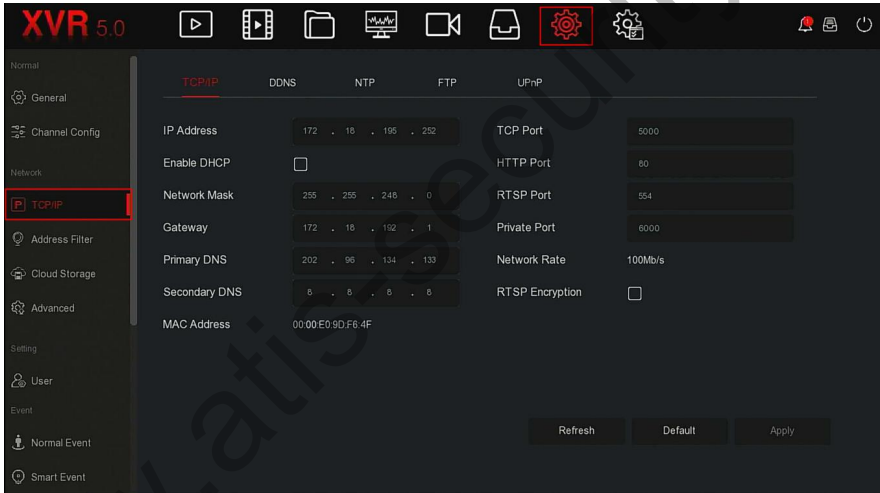 XVR 5.0
Normal
General
Channel Config
Network
TCP/IP
Address Filter
Cloud Storage
Advanced
Setting
User
Event
Normal Event
Smart Event
TCP/IP DDNS NTP FTP UPnP
IP Address 172 . 18 . 195 . 252 TCP Port 5000
Enable DHCP HTTP Port 80
Network Mask 255 . 255 . 248 . 0 RTSP Port 554
Gateway 172 . 18 . 192 . 1 Private Port 6000
Primary DNS 202 . 96 . 134 . 133 Network Rate 100Mb/s
Secondary DNS 8 . 8 . 8 . 8 RTSP Encryption
MAC Address 00:00:E0:9D:F6:4F
Refresh Default Apply
.atis-security